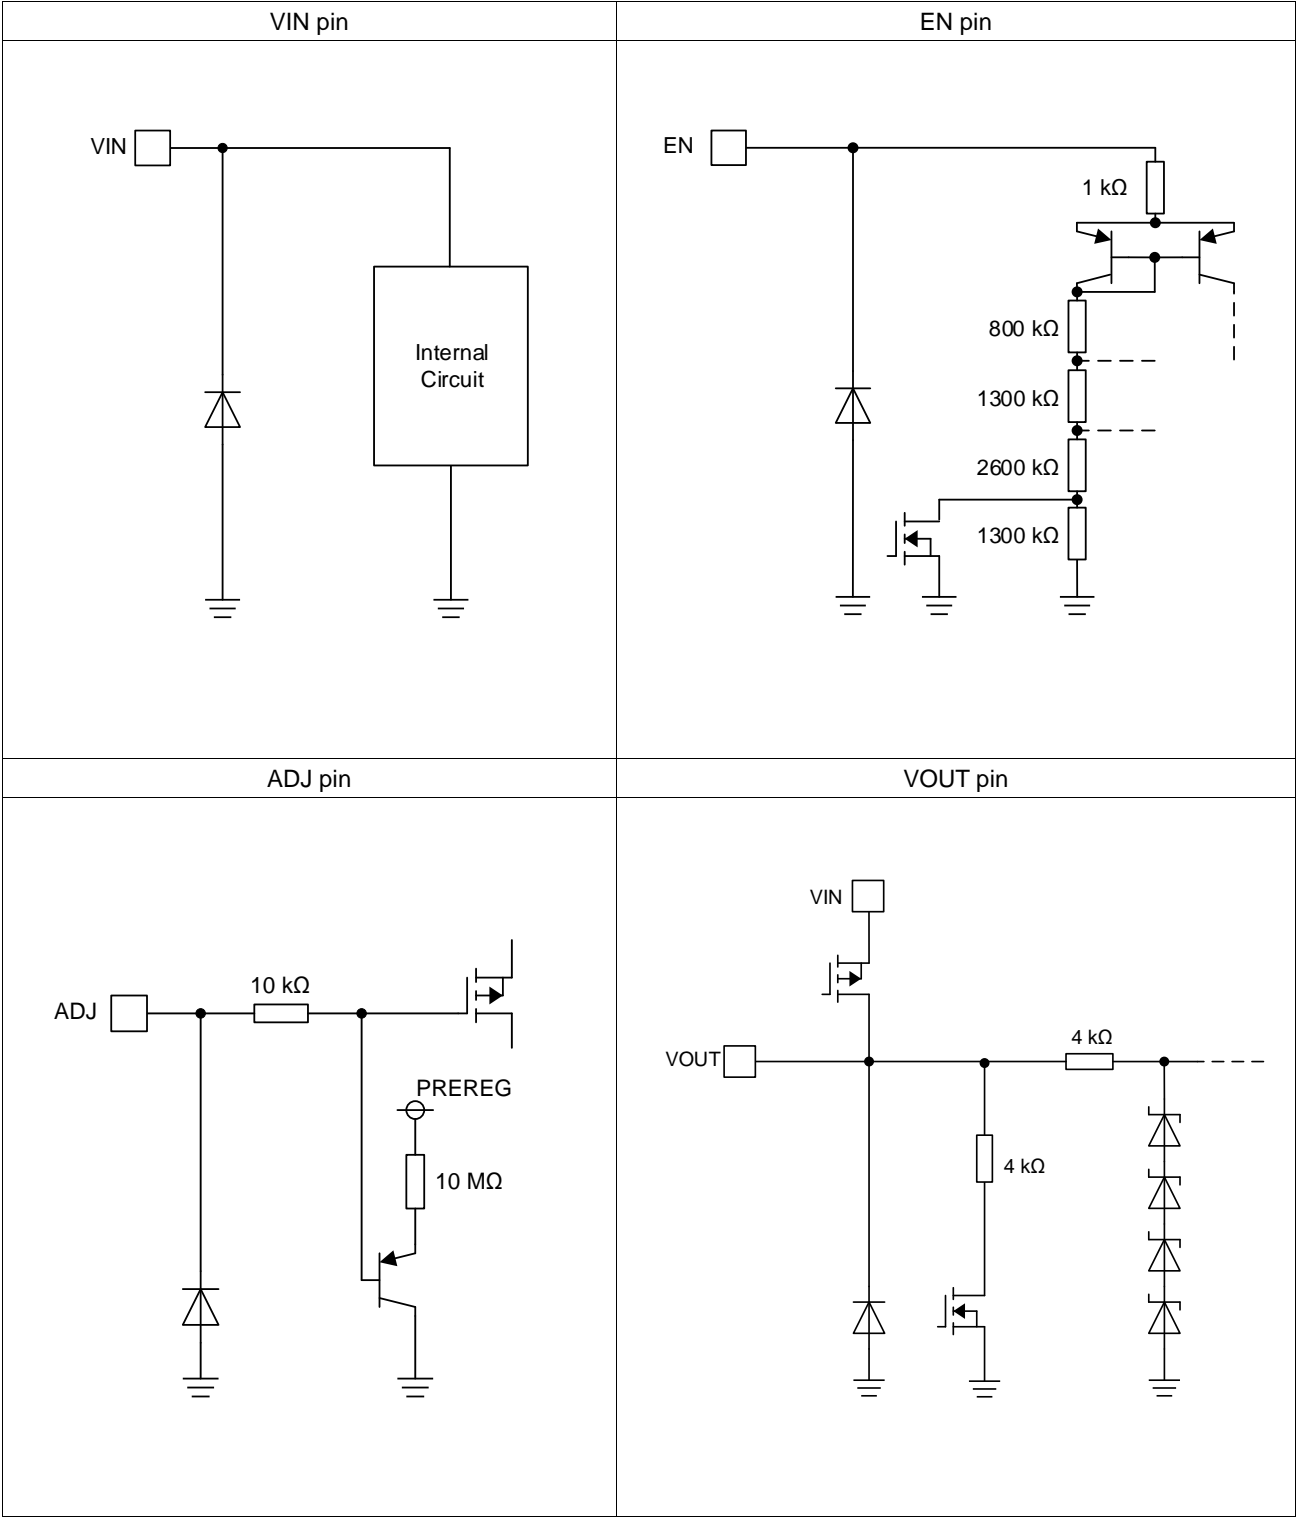 VIN pin
EN pin
VIN
Internal
Circuit
EN
1 kΩ
800 kΩ
1300 kΩ
2600 kΩ
1300 kΩ
ADJ pin
VOUT pin
ADJ
10 kΩ
PREREG
10 MΩ
VIN
VOUT
4 kΩ
4 kΩ